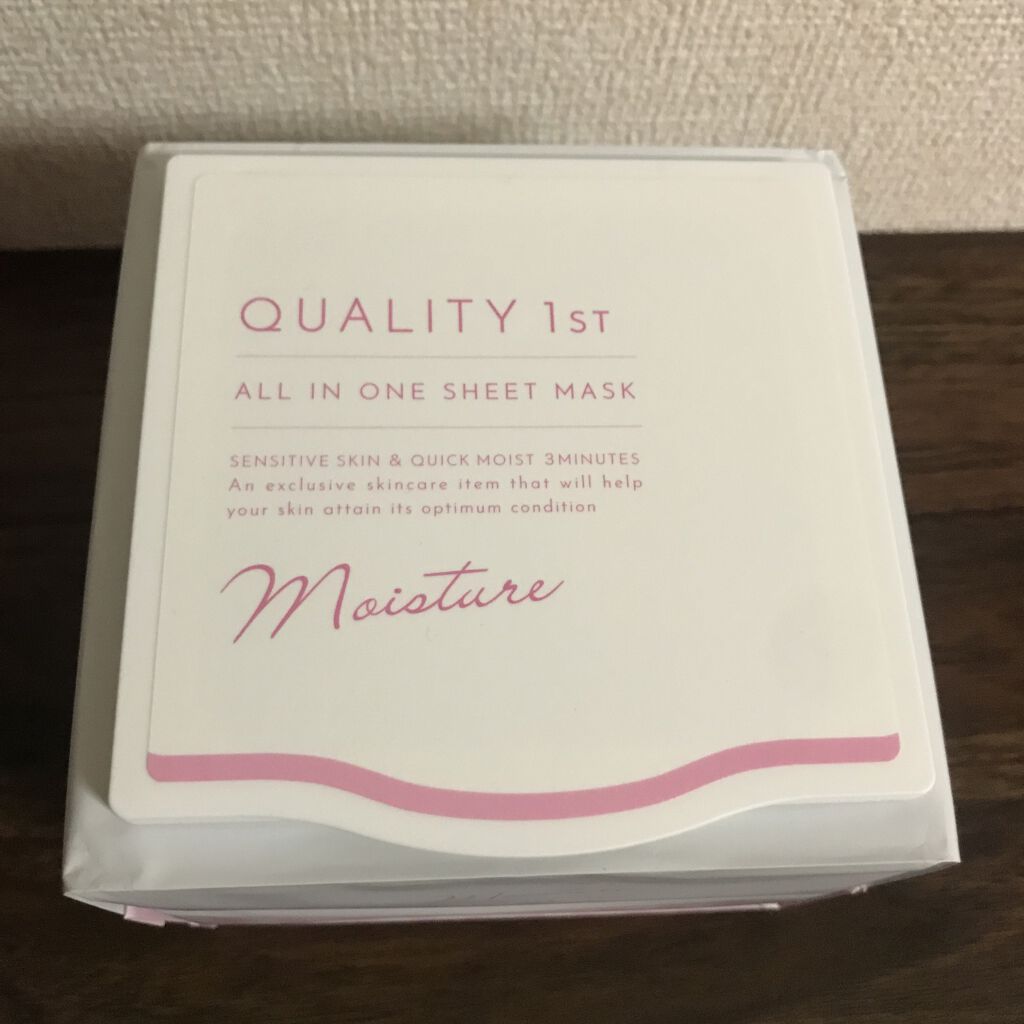 QUALITY 1ST
ALL IN ONE SHEET MASK
SENSITIVE SKIN & QUICK MOIST 3MINUTES
An exclusive skincare item that will help
your skin attain its optimum condition
Moisture